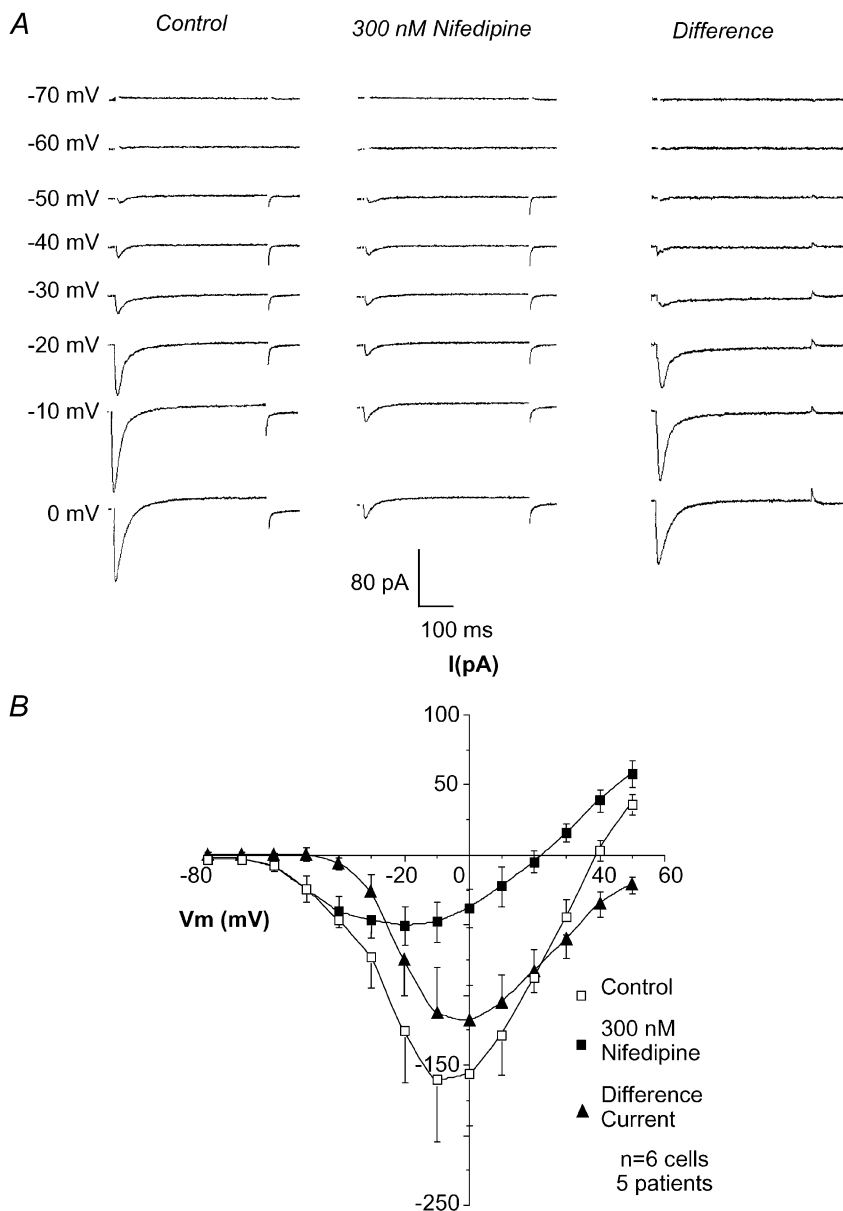 A
Control
300 nM Nifedipine
Difference
-70 mV
-60 mV
-50 mV
-40 mV
-30 mV
-20 mV
-10 mV
0 mV
80 pA
100 ms
I(pA)
B
100
50
-80
-20
0
20
40
60
Vm (mV)
-150
-250
Control
300 nM
Nifedipine
Difference
Current
n=6 cells
5 patients